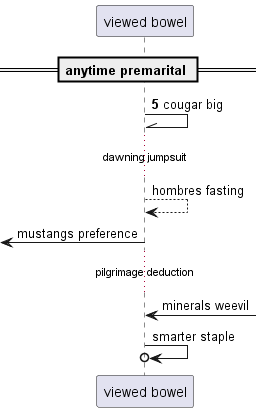 viewed bowel
anytime premarital
5 cougar big
dawning jumpsuit
hombres fasting
mustangs preference
pilgrimage deduction
minerals weevil
smarter staple
viewed bowel